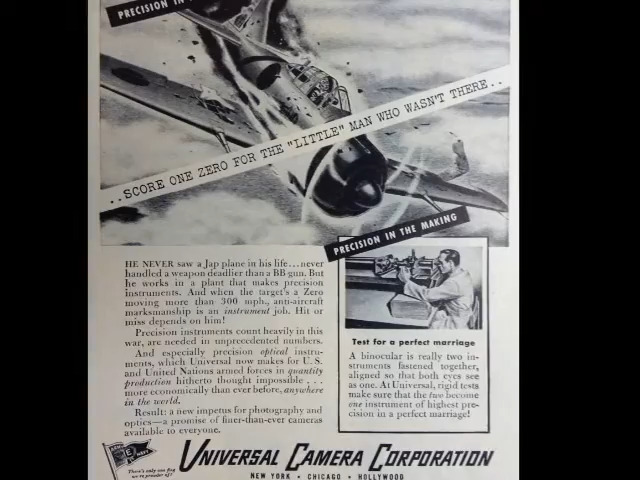 PRECISION IN
..SCORE ONE ZERO FOR THE "LITTLE" MAN WHO WASN'T THERE..
PRECISION IN THE MAKING
HE NEVER saw a Jap plane in his life...never
handled a weapon deadlier than a BB gun. But
he works in a plant that makes precision
instruments. And when the target's a Zero
moving more than 300 mph., anti-aircraft
marksmanship is an instrument job. Hit or
miss depends on him!
Precision instruments count heavily in this
war, are needed in unprecedented numbers.
And especially precision optical instru-
ments, which Universal now makes for U. S.
and United Nations armed forces in quantity
production hitherto thought impossible ...
more economically than ever before, anywhere
in the world.
Result: a new impetus for photography and
optics—a promise of finer-than-ever cameras
available to everyone.
Test for a perfect marriage
A binocular is really two in-
struments fastened together,
aligned so that both eyes see
as one. At Universal, rigid tests
make sure that the two become
one instrument of highest pre-
cision in a perfect marriage!
E
There's only one flag
we're prouder of!
UNIVERSAL CAMERA CORPORATION
NEW YORK • CHICAGO • HOLLYWOOD